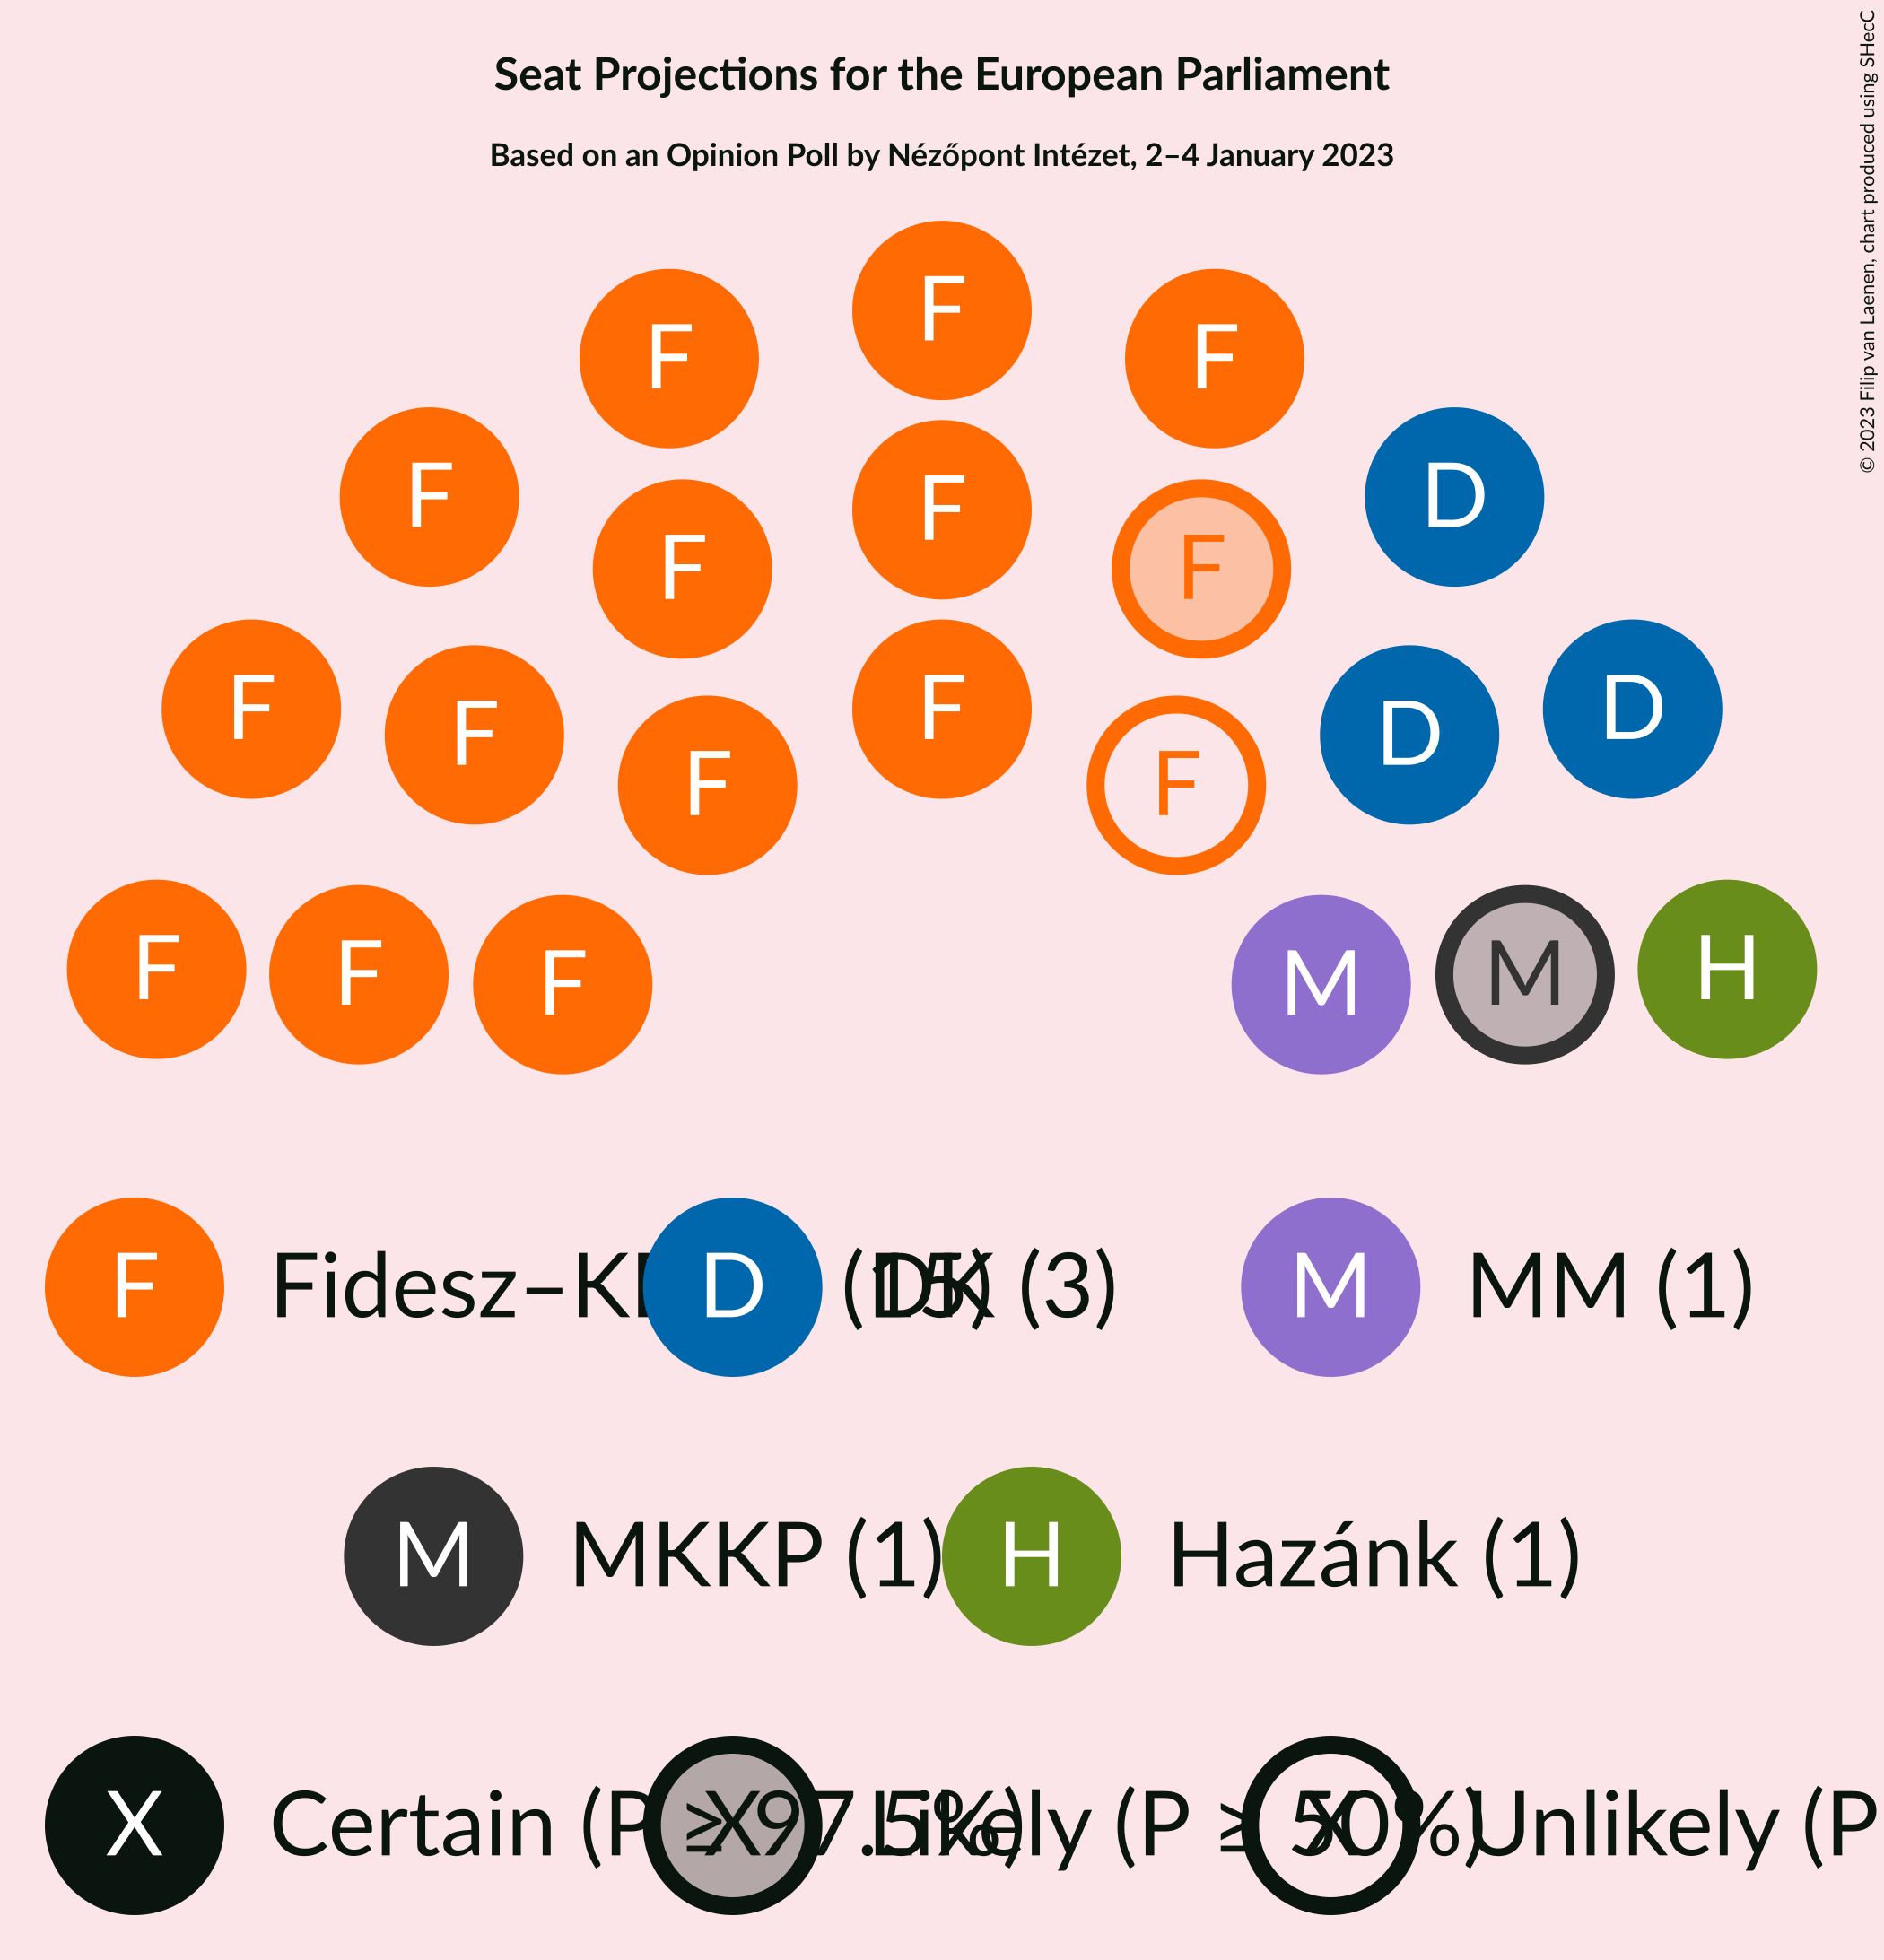 Seat Projections for the European Parliament
Based on an Opinion Poll by Nézőpont Intézet, 2–4 January 2023
© 2023 Filip van Laenen, chart produced using SHecC
F
F F
F D
F
F F
F D
F D
F D
F F
F F F M M H
F Fidesz–K (15) D DK (3) M MM (1)
M MKKP (1) H Hazánk (1)
X Certain (P ≥ 97.5%) X Likely (P ≥ 50%) X Unlikely (P